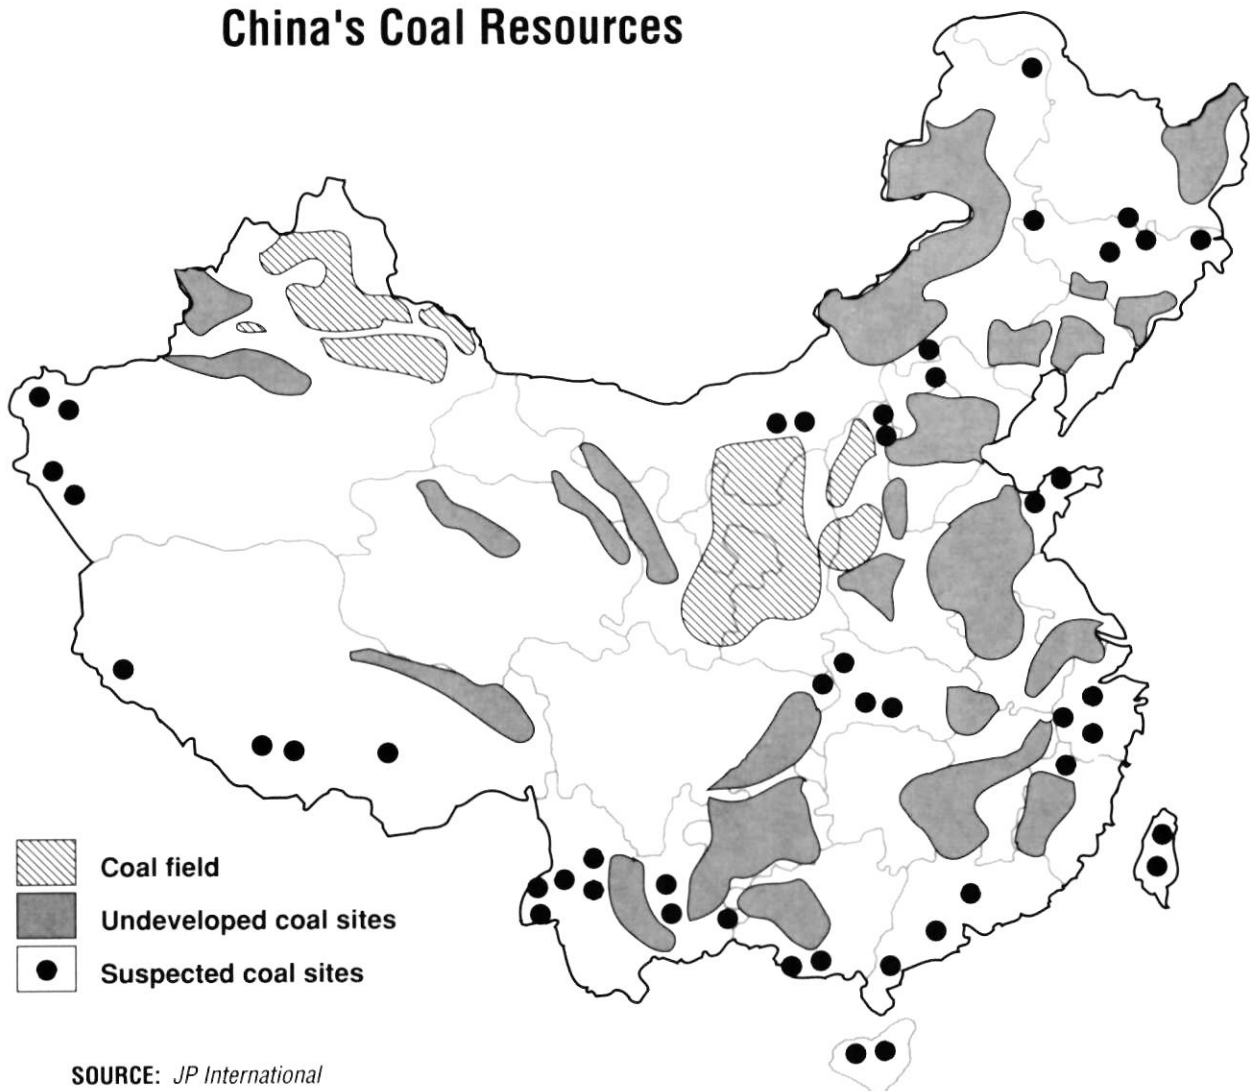 China's Coal Resources
Coal field
Undeveloped coal sites
Suspected coal sites
SOURCE: JP International